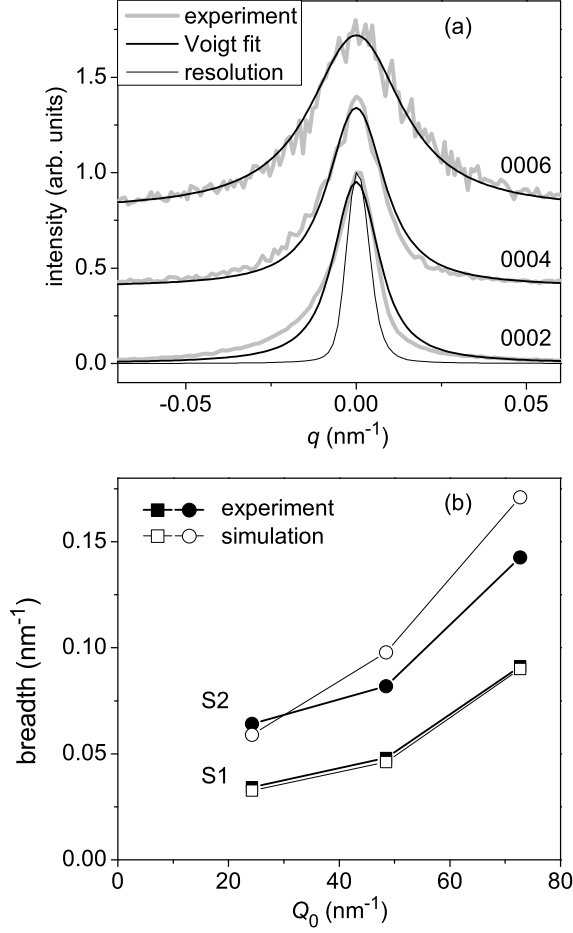 experiment
Voigt fit
resolution
(a)
1.5
1.0
0.5
0.0
intensity (arb. units)
0006
0004
0002
-0.05
0.00
0.05
q (nm⁻¹)
experiment
simulation
(b)
0.15
0.10
0.05
0.00
breadth (nm⁻¹)
S2
S1
0
20
40
60
80
Q₀ (nm⁻¹)